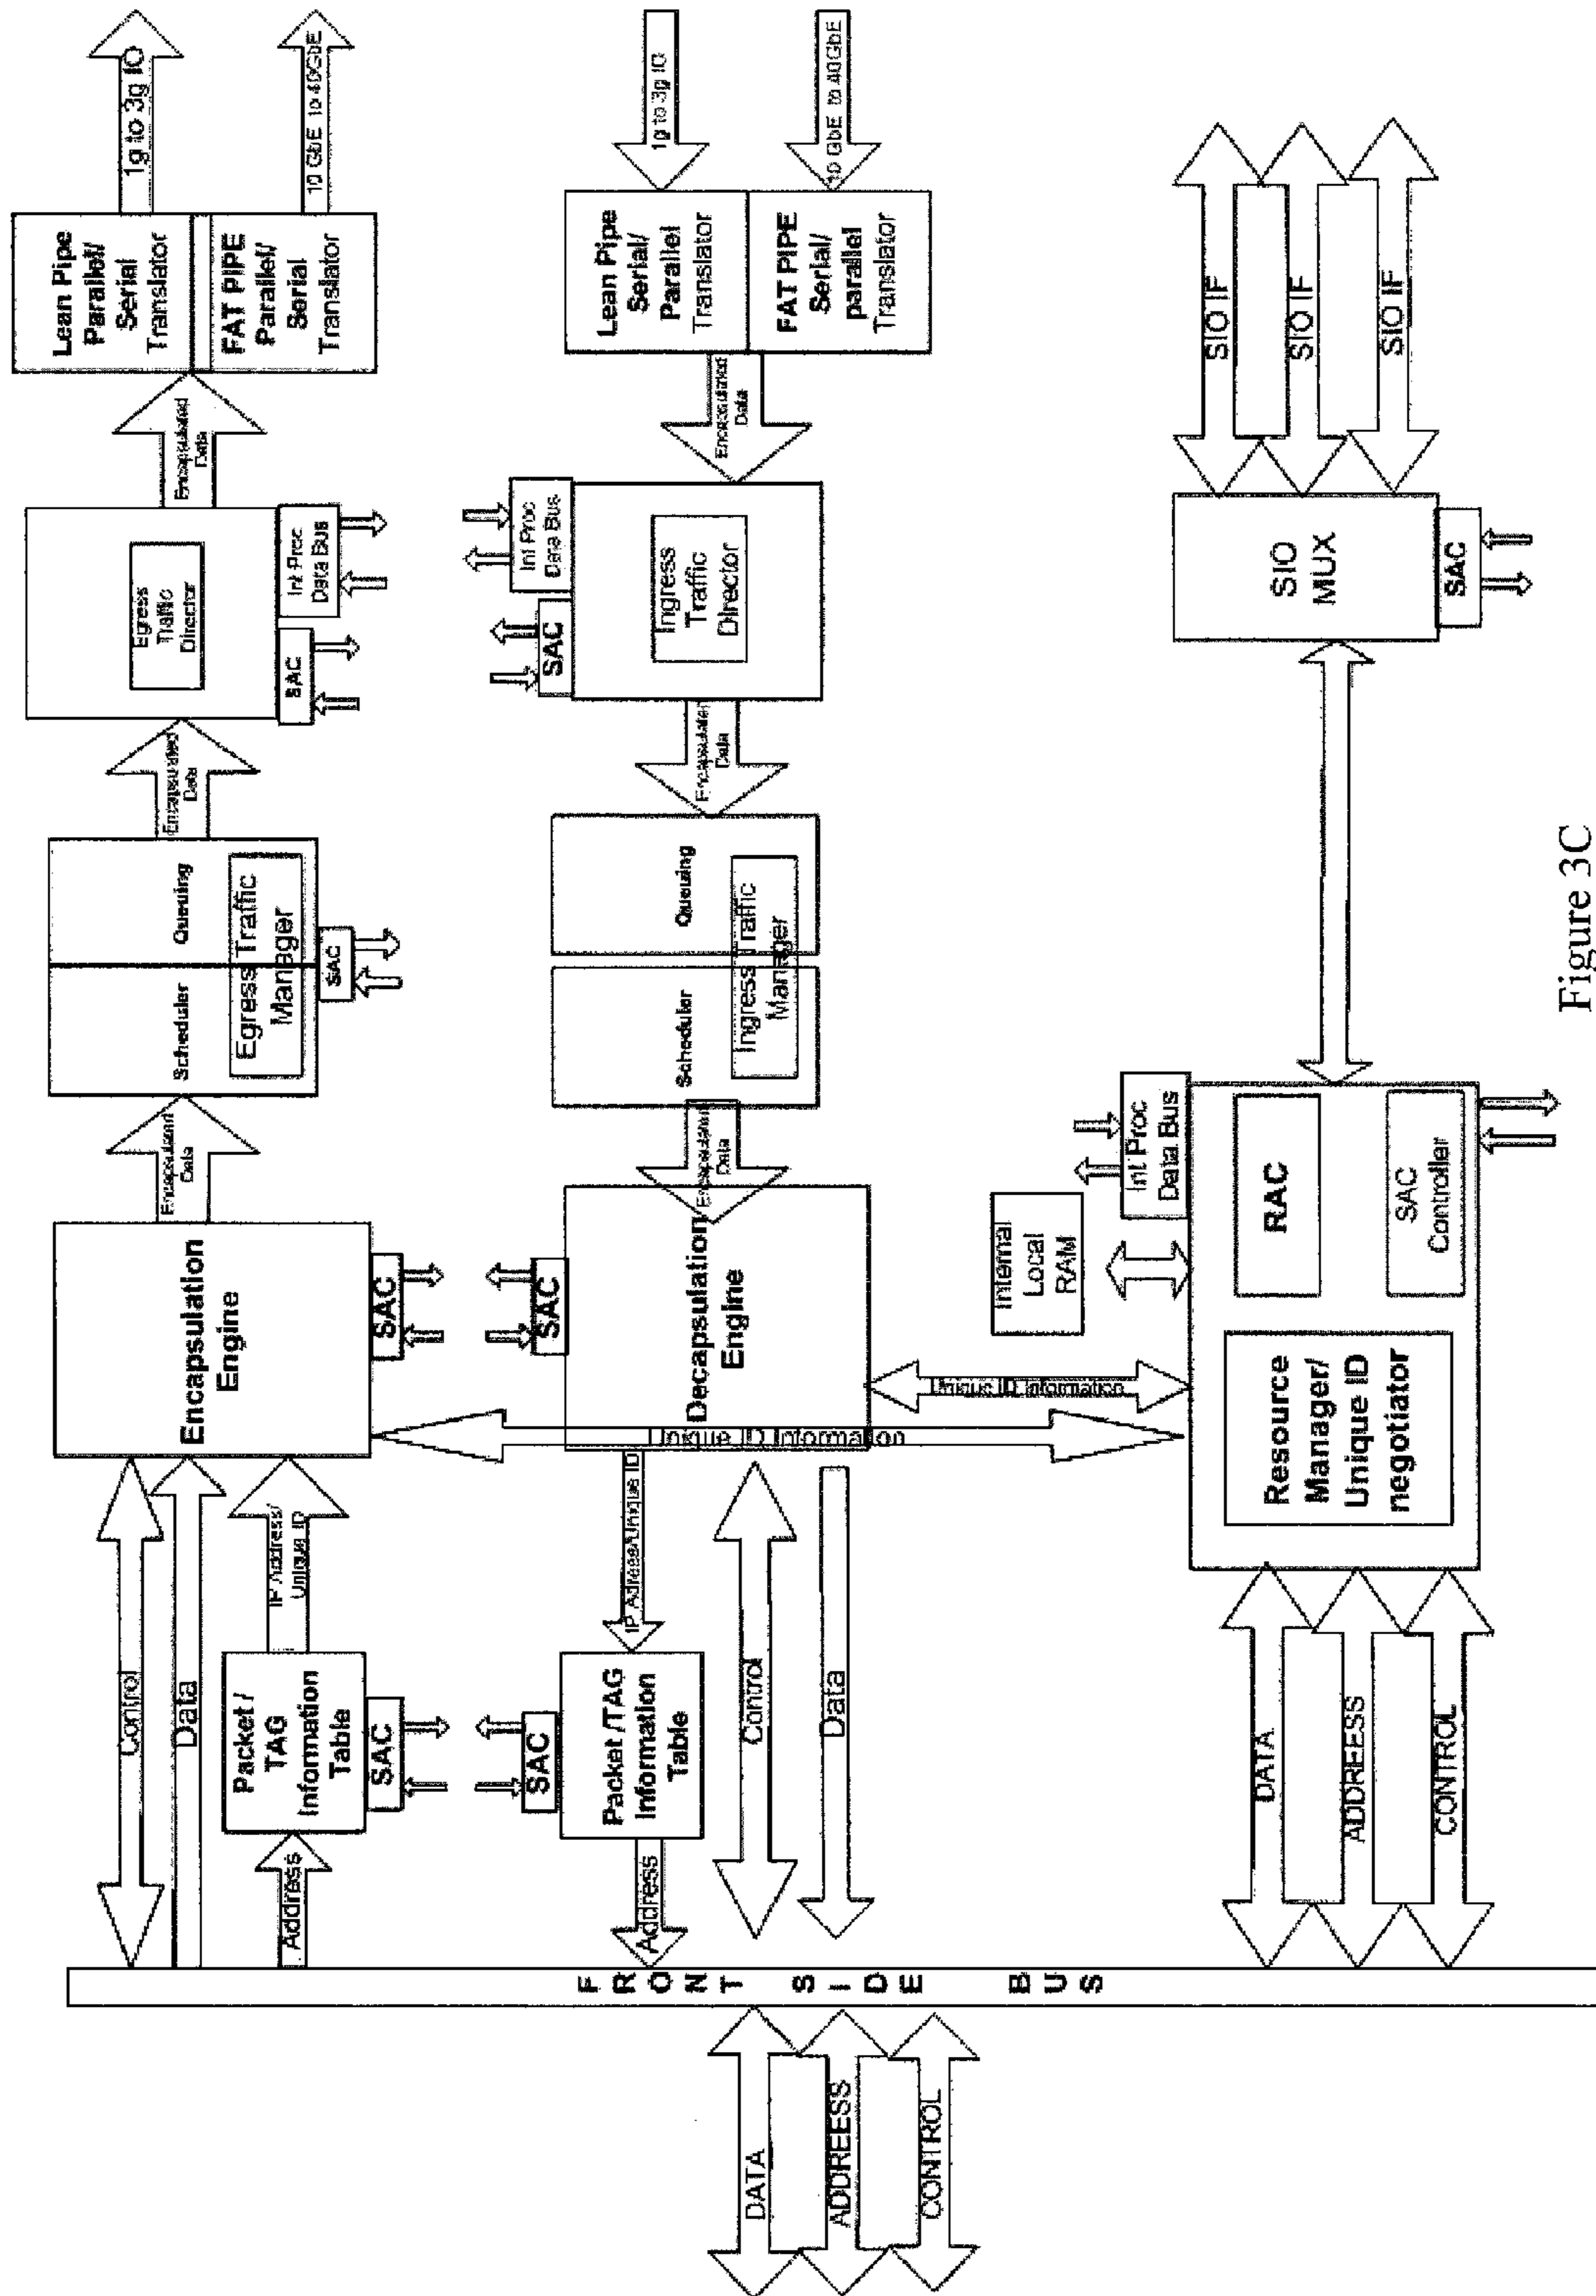 1g to 3g IO
10 GbE to 40GbE
Lean Pipe
Parallel/
Serial
Translator
FAT PIPE
Parallel/
Serial
Translator
Encapsulated
Data
Egress
Traffic
Director
SAC
Int Proc
Data Bus
Encapsulated
Data
Scheduler
Queuing
Egress Traffic
Manager
SAC
Encapsulated
Data
Encapsulation
Engine
SAC
Control
Data
IP Address/
Unique ID
Packet /
TAG
Information
Table
SAC
Address
1g to 3g IO
10 GbE to 40GbE
Lean Pipe
Serial/
Parallel
Translator
FAT PIPE
Serial/
parallel
Translator
Encapsulated
Data
SAC
Int Proc
Data Bus
Ingress
Traffic
Director
Encapsulated
Data
Scheduler
Queuing
Ingress Traffic
Manager
Encapsulated
Data
SAC
Decapsulation
Engine
Unique ID Information
Unique ID Information
IP Adress/Unique ID
SAC
Packet /TAG
Information
Table
Address
Control
Data
FRONT SIDE BUS
DATA
ADDREESS
CONTROL
DATA
ADDREESS
CONTROL
Internal
Local
RAM
Int Proc
Data Bus
Resource
Manager/
Unique ID
negotiator
RAC
SAC
Controller
SIO
MUX
SAC
SIO IF
SIO IF
SIO IF
Figure 3C